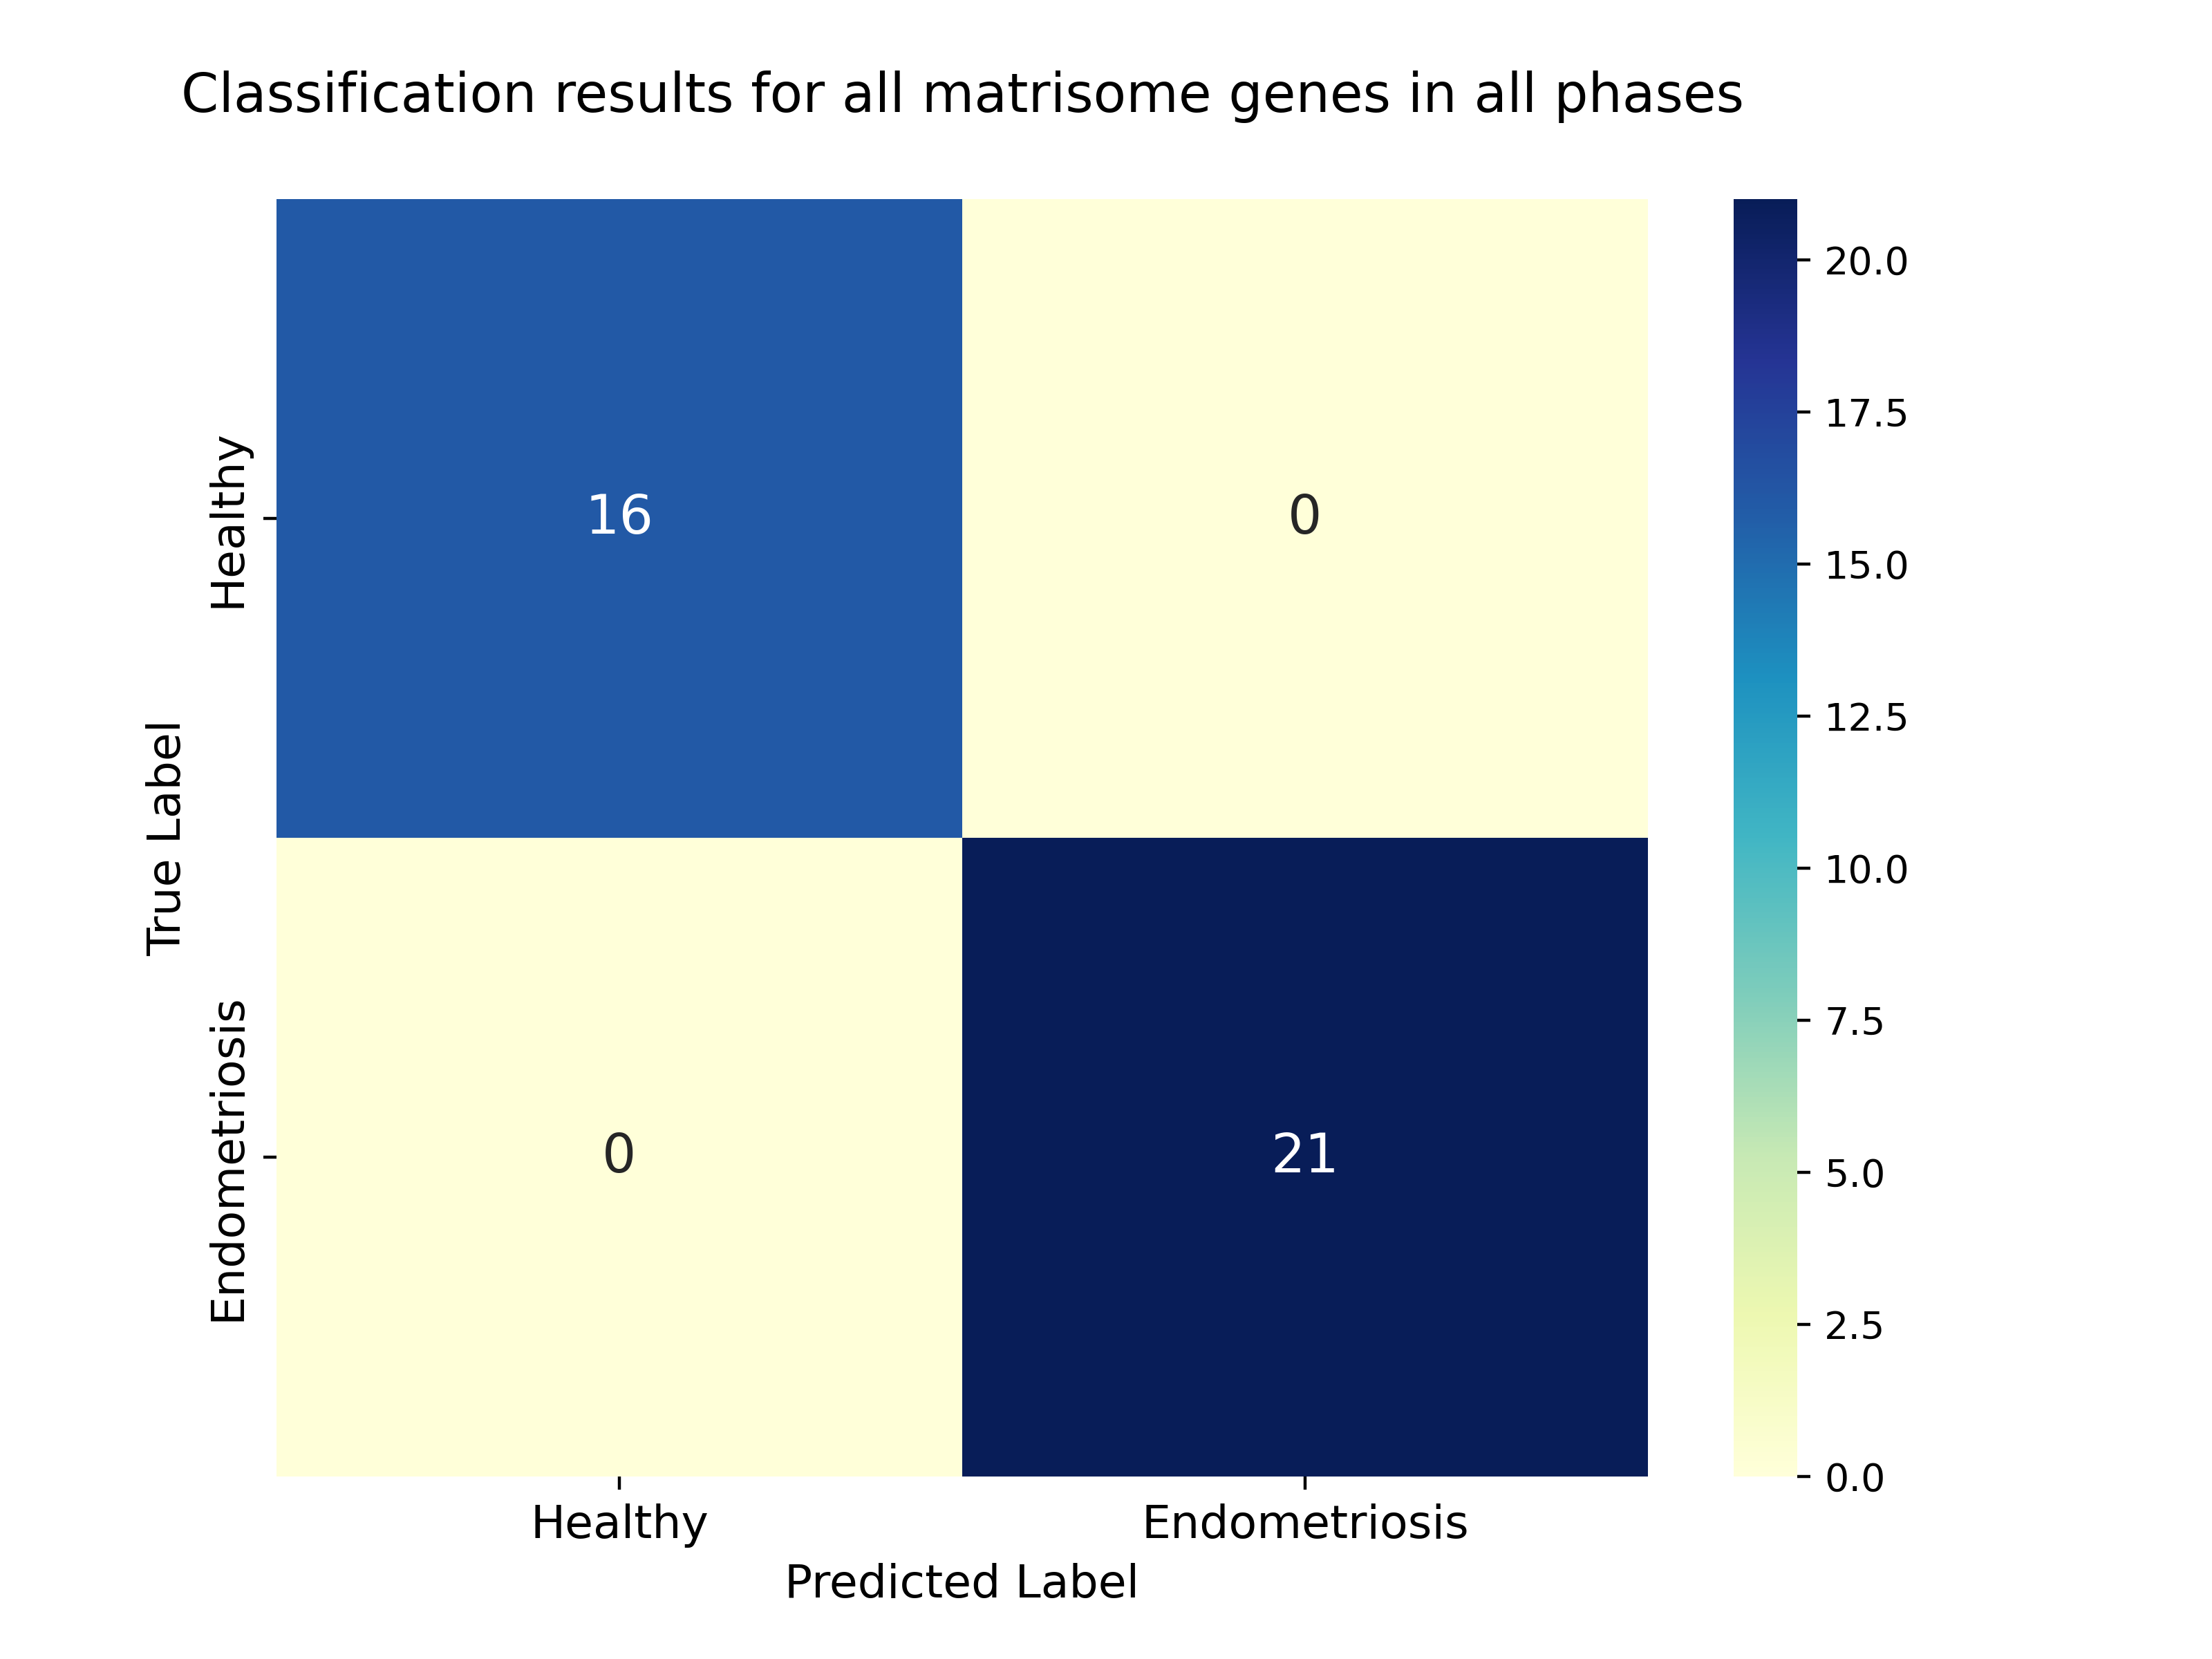 Classification results for all matrisome genes in all phases
True Label
Healthy
Endometriosis
16
0
0
21
Healthy
Endometriosis
Predicted Label
20.0
17.5
15.0
12.5
10.0
7.5
5.0
2.5
0.0